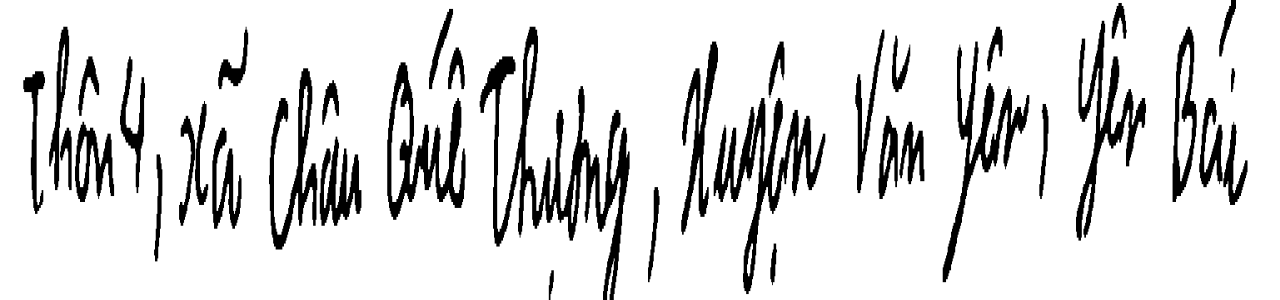 Thôn 4, xã Châu Quế Thượng, Huyện Văn Yên, Yên Bái